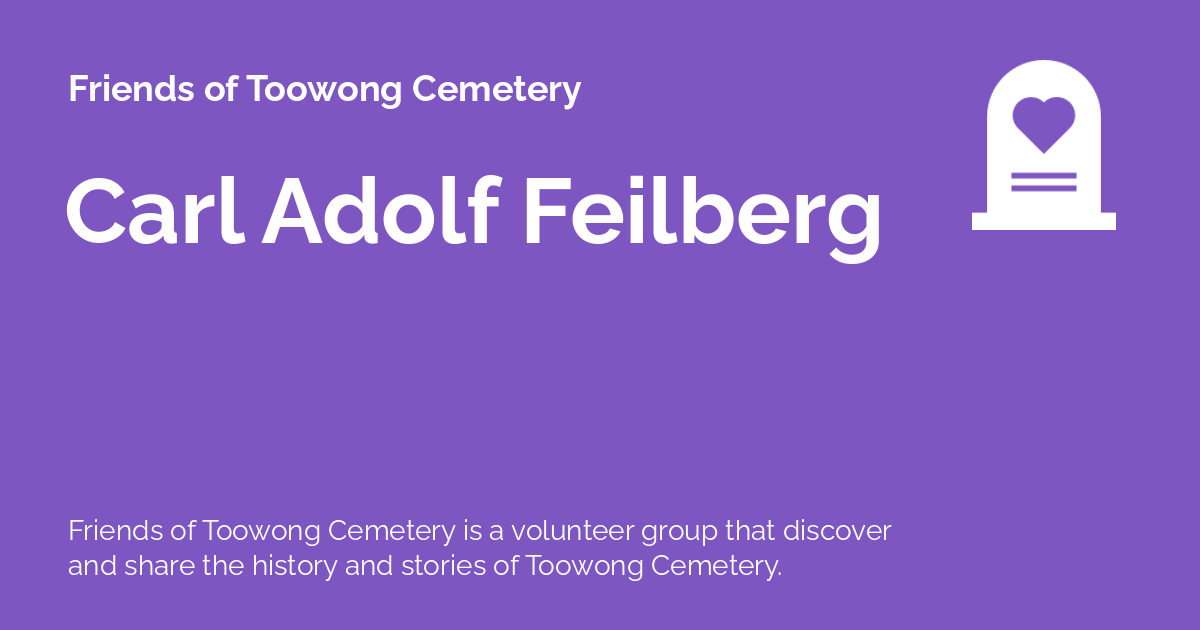 Friends of Toowong Cemetery
Carl Adolf Feilberg
Friends of Toowong Cemetery is a volunteer group that discover
and share the history and stories of Toowong Cemetery.